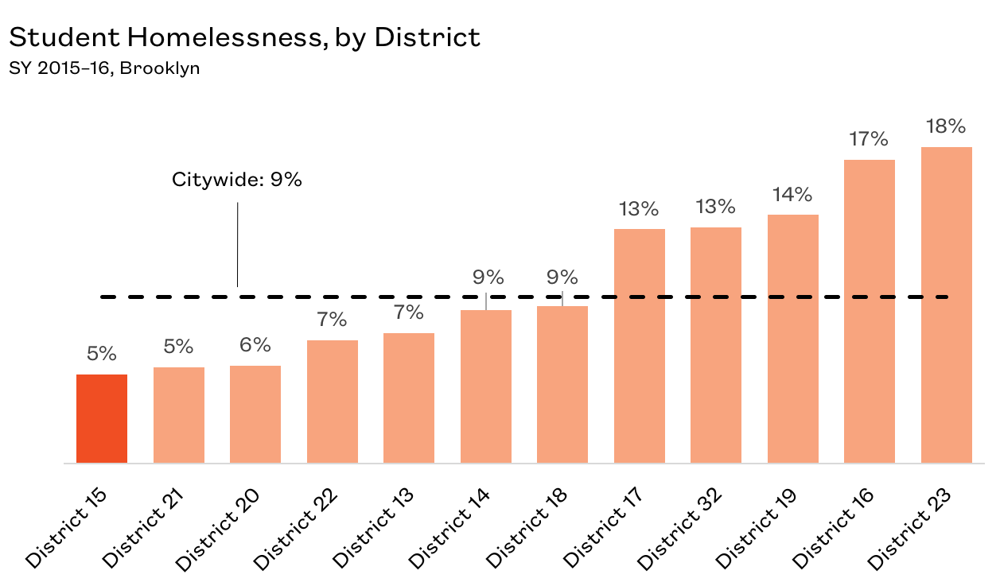 Student Homelessness, by District
SY 2015–16, Brooklyn
Citywide: 9%
5%
5%
6%
7%
7%
9%
9%
13%
13%
14%
17%
18%
District 15
District 21
District 20
District 22
District 13
District 14
District 18
District 17
District 32
District 19
District 16
District 23